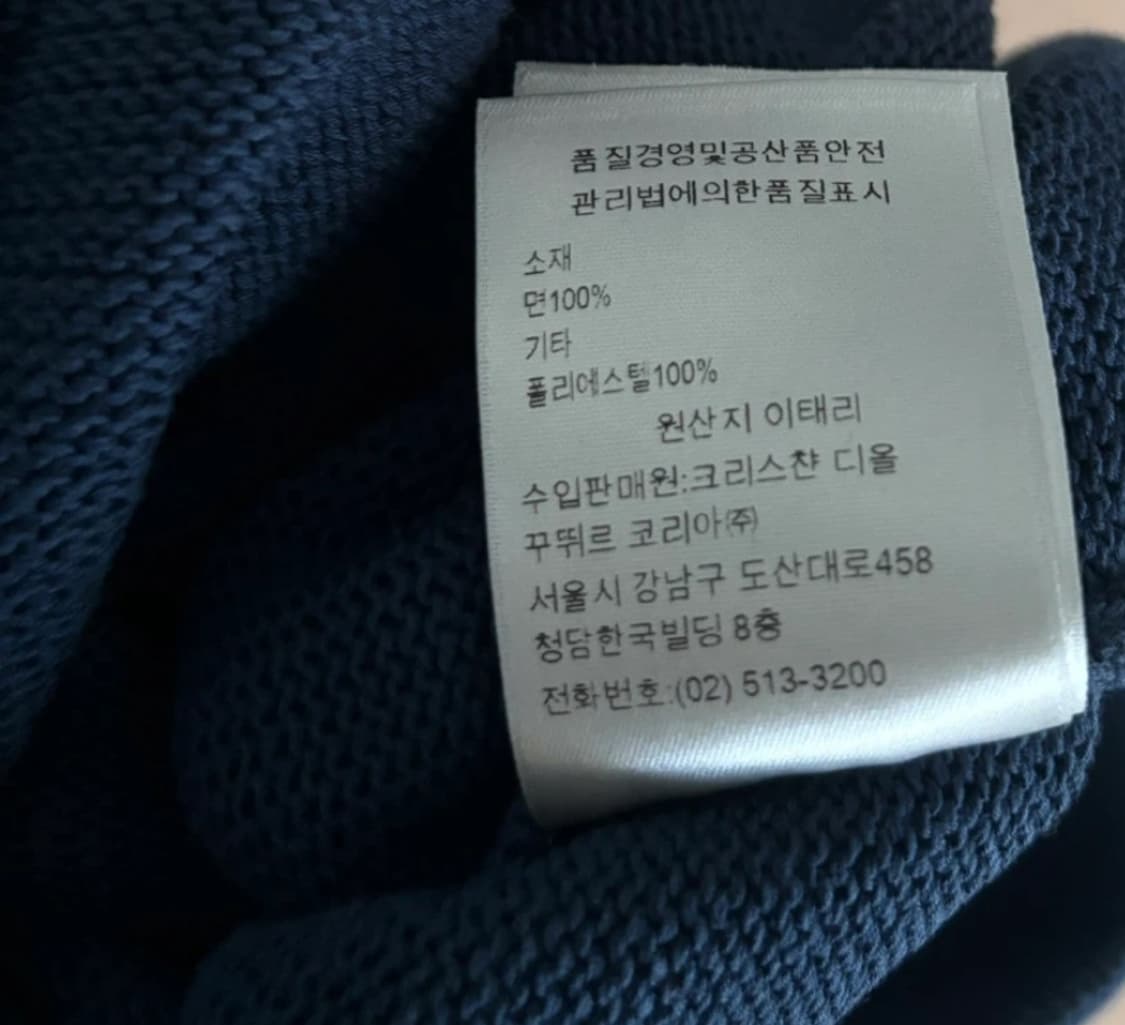 품질경영및공산품안전
관리법에의한품질표시
소재
면100%
기타
폴리에스텔100%
원산지 이태리
수입판매원:크리스챤 디올
꾸뛰르 코리아㈜
서울시 강남구 도산대로458
청담한국빌딩 8층
전화번호:(02) 513-3200